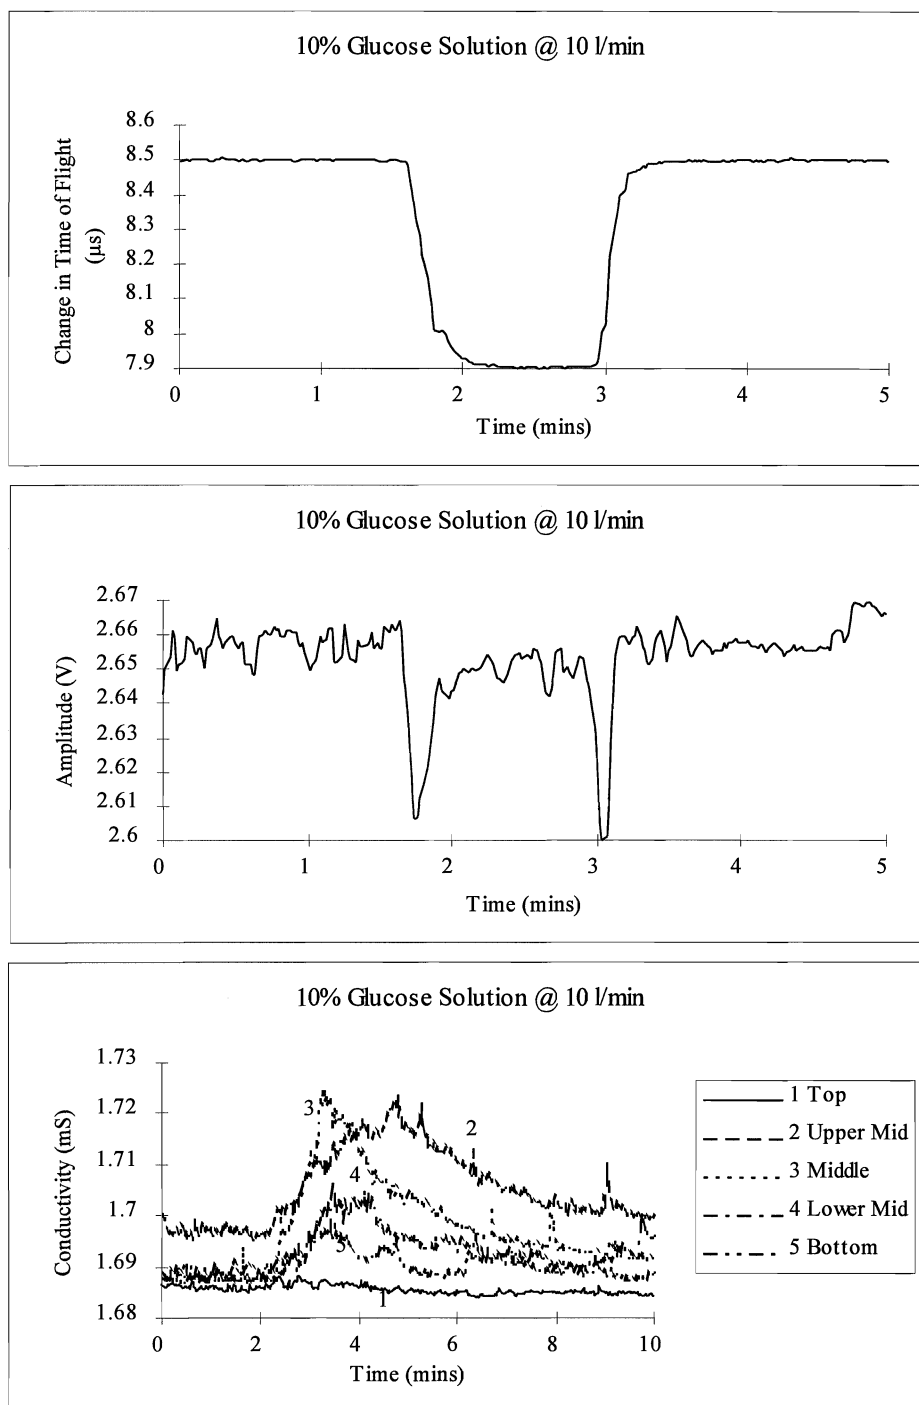 10% Glucose Solution @ 10 l/min
Change in Time of Flight
(µs)
8.6
8.5
8.4
8.3
8.2
8.1
8
7.9
0 1 2 3 4 5
Time (mins)
10% Glucose Solution @ 10 l/min
Amplitude (V)
2.67
2.66
2.65
2.64
2.63
2.62
2.61
2.6
0 1 2 3 4 5
Time (mins)
10% Glucose Solution @ 10 l/min
Conductivity (mS)
1.73
1.72
1.71
1.7
1.69
1.68
3
2
4
5
1
0 2 4 6 8 10
Time (mins)
1 Top
2 Upper Mid
3 Middle
4 Lower Mid
5 Bottom